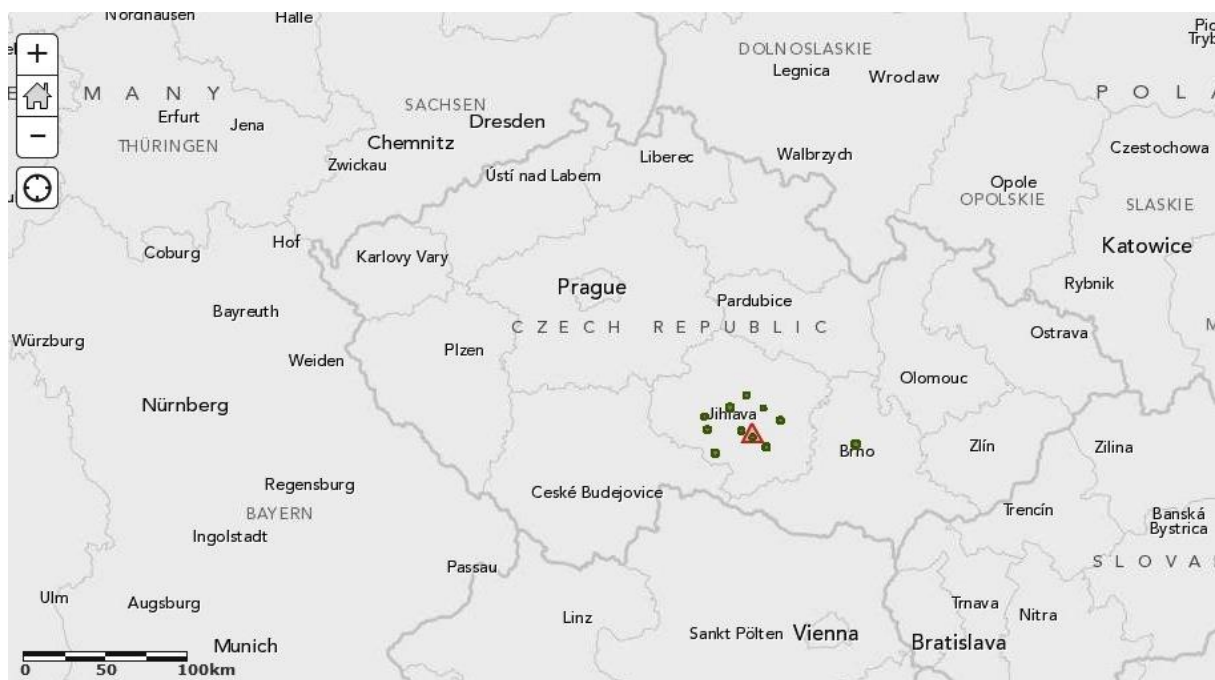 Nordhausen
Halle
DOLNOSLASKIE
Legnica
Wroclaw
M A N Y
P O L A
SACHSEN
Erfurt
Jena
Dresden
THÜRINGEN
Chemnitz
Zwickau
Liberec
Walbrzych
Czestochowa
Ústí nad Labem
Opole
OPOLSKIE
SLASKIE
Hof
Coburg
Karlovy Vary
Katowice
Prague
Pardubice
Rybnik
Bayreuth
C Z E C H R E P U B L I C
Ostrava
Würzburg
Weiden
Plzen
Olomouc
Nürnberg
Jihlava
Brno
Zlín
Zilina
Regensburg
Ceské Budejovice
BAYERN
Trencín
Banská
Bystrica
Ingolstadt
Passau
S L O V A
Ulm
Augsburg
Linz
Trnava
Nitra
Munich
Sankt Pölten
Vienna
Bratislava
0 50 100km